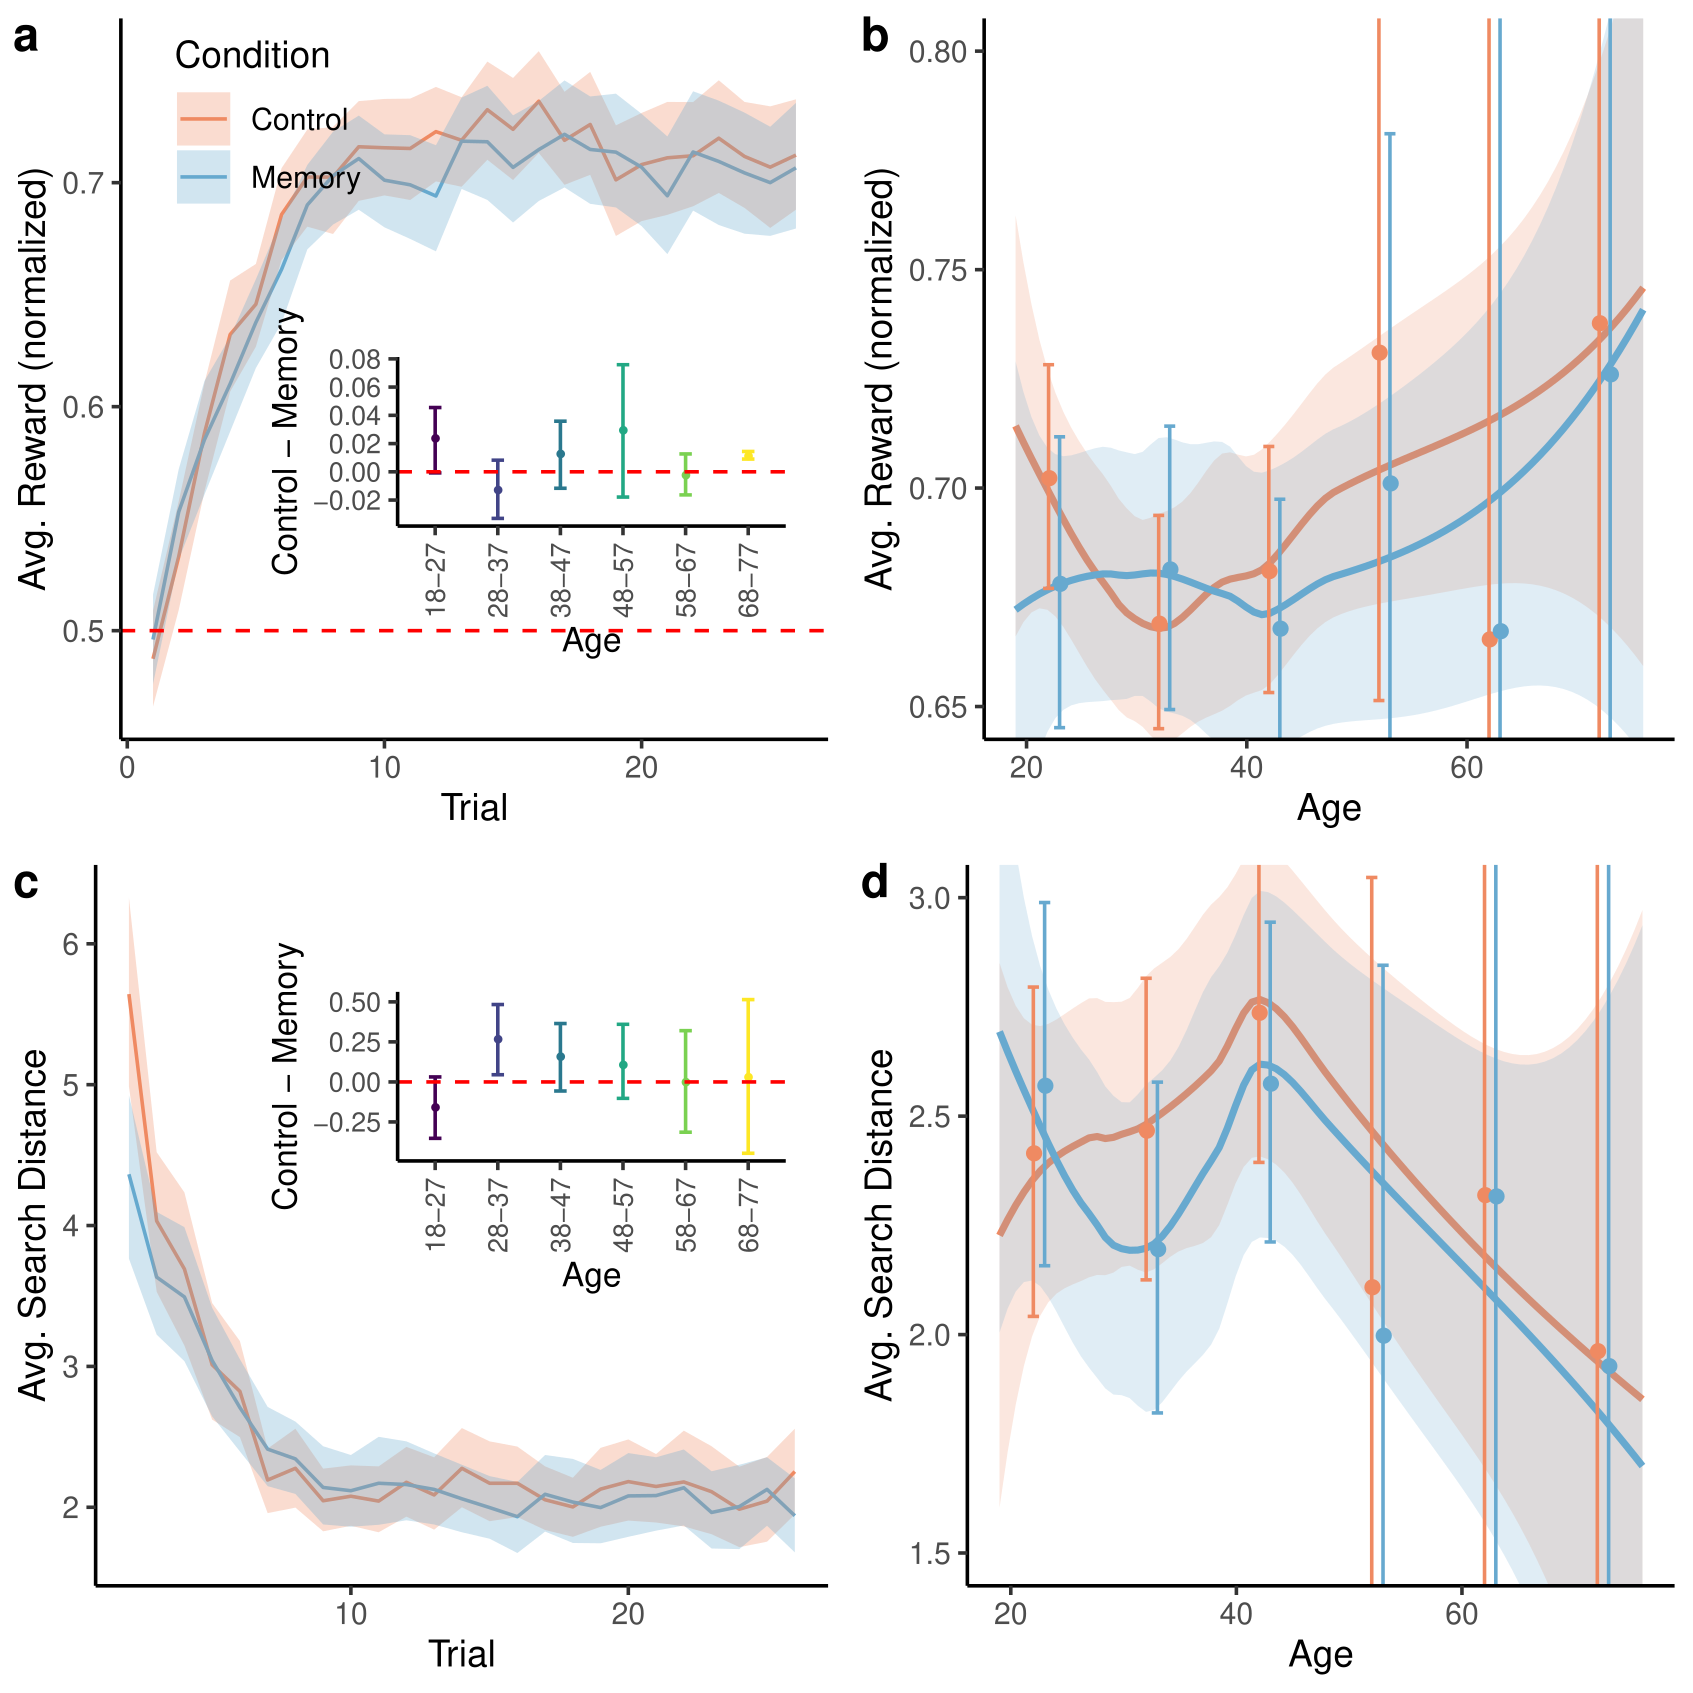 a
Condition
Control
Memory
Avg. Reward (normalized)
0.7
0.6
0.5
0
10
20
Trial
Control − Memory
0.08
0.06
0.04
0.02
0.00
−0.02
18−27
28−37
38−47
48−57
58−67
68−77
Age
b
Avg. Reward (normalized)
0.80
0.75
0.70
0.65
20
40
60
Age
c
Avg. Search Distance
6
5
4
3
2
10
20
Trial
Control − Memory
0.50
0.25
0.00
−0.25
18−27
28−37
38−47
48−57
58−67
68−77
Age
d
Avg. Search Distance
3.0
2.5
2.0
1.5
20
40
60
Age